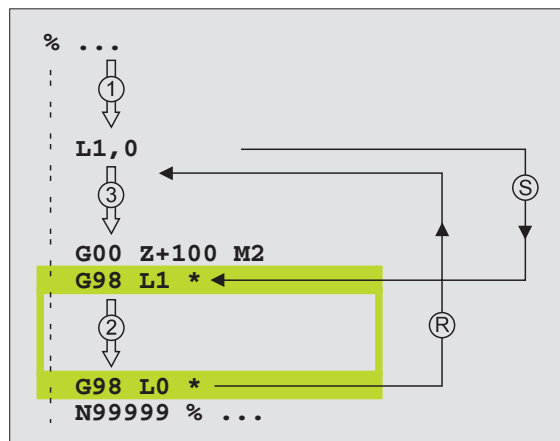 % ...
1
L1,0
S
3
G00 Z+100 M2
G98 L1 *
2
R
G98 L0 *
N99999 % ...